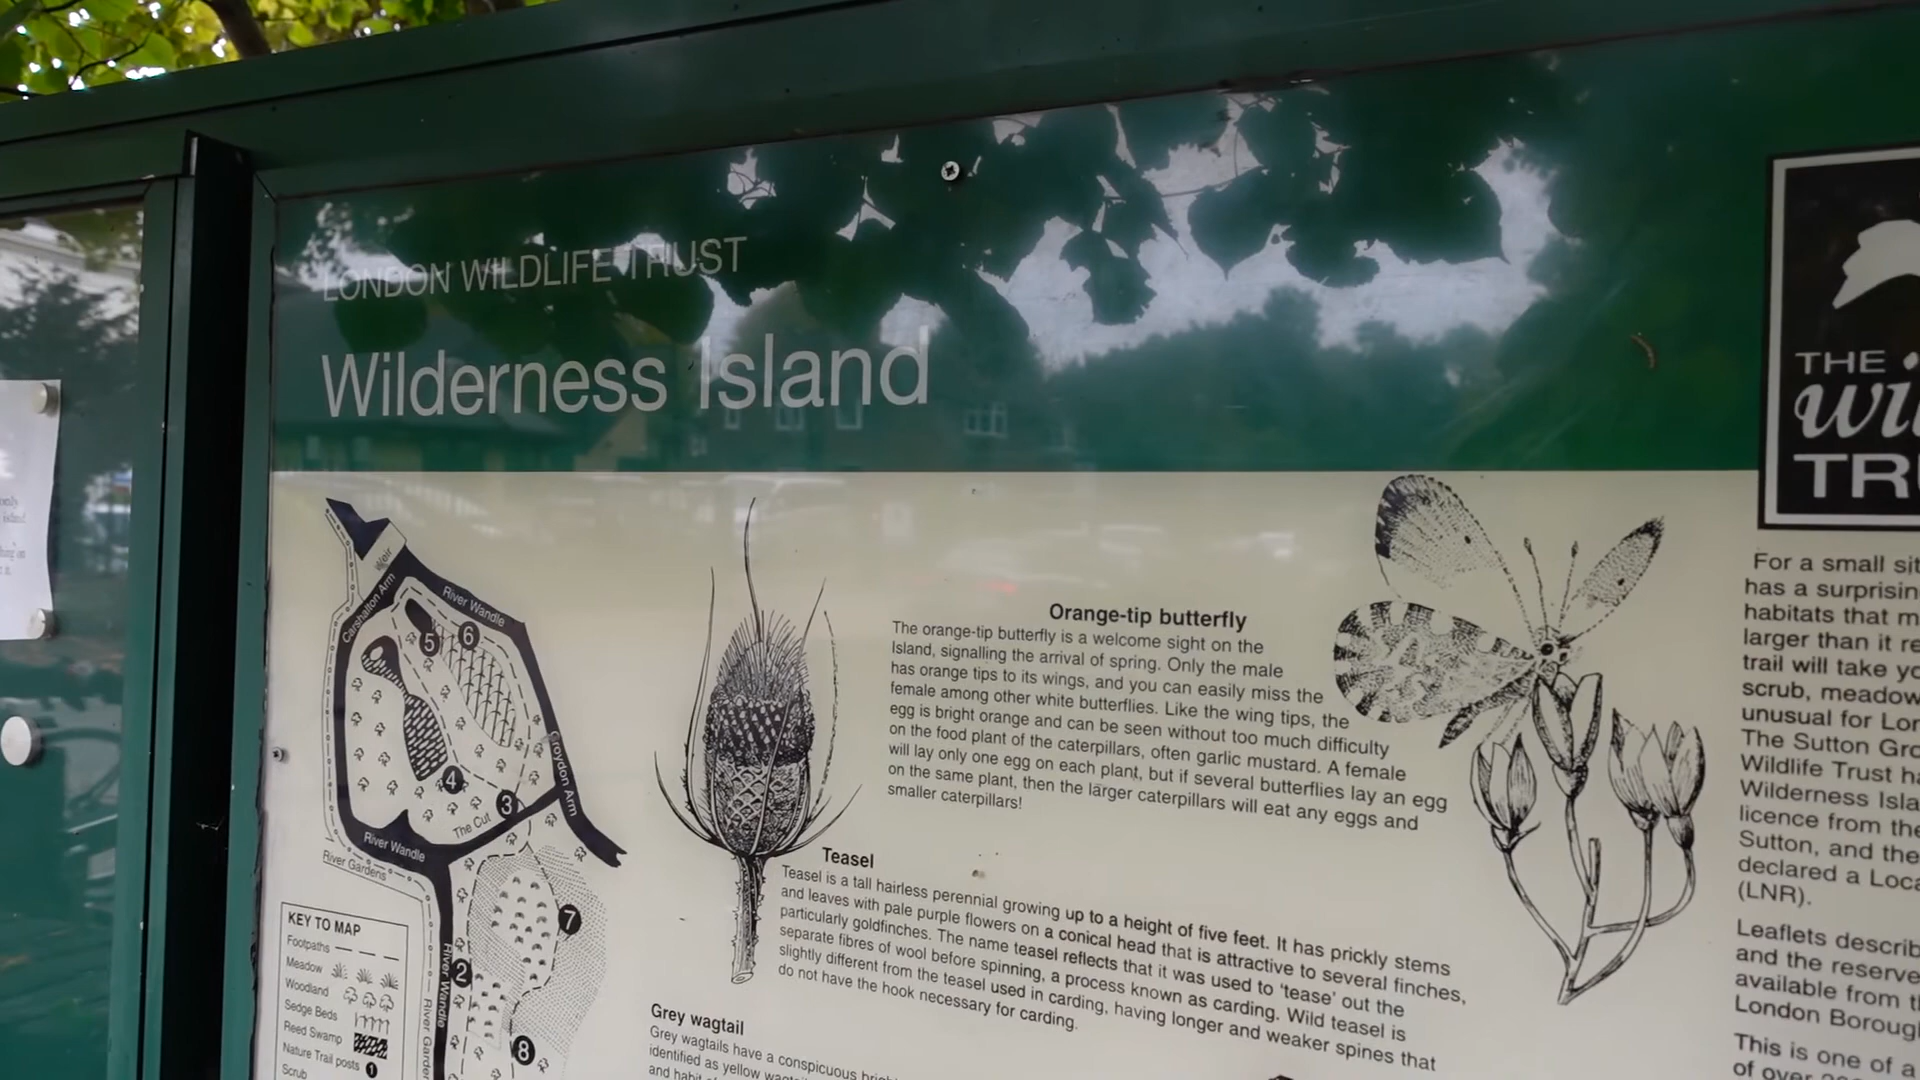 LONDON WILDLIFE TRUST
Wilderness Island
Weir
Carshalton Arm
River Wandle
5
6
4
3
The Cut
Croydon Arm
River Wandle
River Gardens
7
2
River Wandle
River Garden
8
KEY TO MAP
Footpaths
Meadow
Woodland
Sedge Beds
Reed Swamp
Nature Trail posts 1
Scrub
Orange-tip butterfly
The orange-tip butterfly is a welcome sight on the
Island, signalling the arrival of spring. Only the male
has orange tips to its wings, and you can easily miss the
female among other white butterflies. Like the wing tips, the
egg is bright orange and can be seen without too much difficulty
on the food plant of the caterpillars, often garlic mustard. A female
will lay only one egg on each plant, but if several butterflies lay an egg
on the same plant, then the larger caterpillars will eat any eggs and
smaller caterpillars!
Teasel
Teasel is a tall hairless perennial growing up to a height of five feet. It has prickly stems
and leaves with pale purple flowers on a conical head that is attractive to several finches,
particularly goldfinches. The name teasel reflects that it was used to ‘tease’ out the
separate fibres of wool before spinning, a process known as carding. Wild teasel is
slightly different from the teasel used in carding, having longer and weaker spines that
do not have the hook necessary for carding.
Grey wagtail
Grey wagtails have a conspicuous
identified as yellow
and
THE
wil
TRU
For a small sit
has a surprisin
habitats that m
larger than it re
trail will take yo
scrub, meadow
unusual for Lon
The Sutton Gro
Wildlife Trust ha
Wilderness Isla
licence from the
Sutton, and the
declared a Loca
(LNR).
Leaflets describ
and the reserve
available from th
London Borough
This is one of a
of over